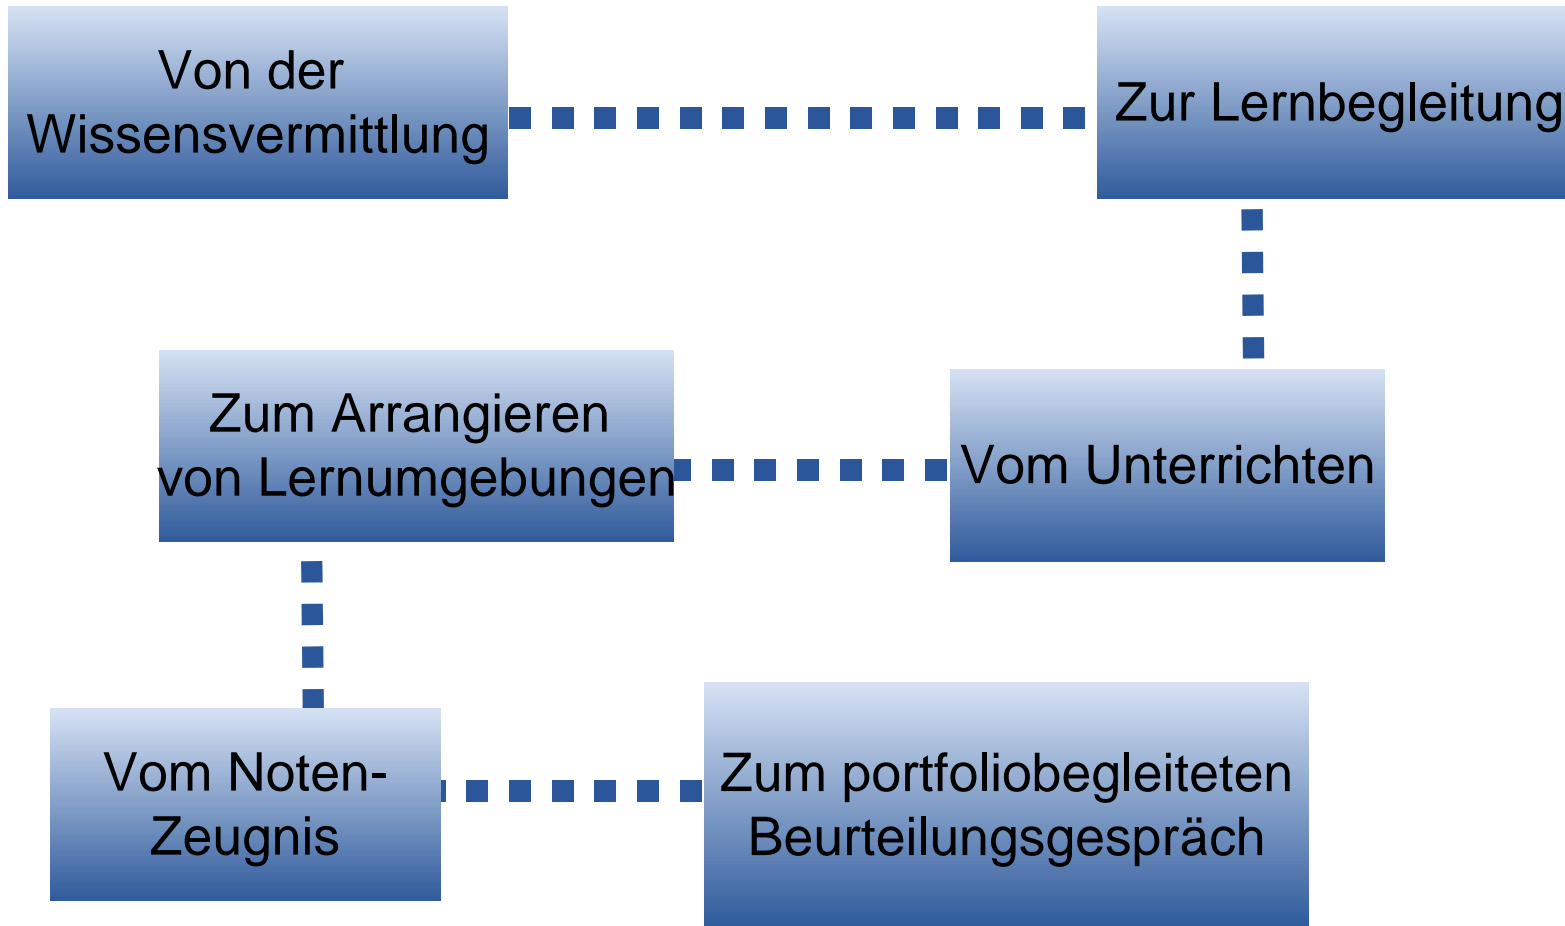 Von der
Wissensvermittlung
Zur Lernbegleitung
Vom Unterrichten
Zum Arrangieren
von Lernumgebungen
Vom Noten-
Zeugnis
Zum portfoliobegleiteten
Beurteilungsgespräch